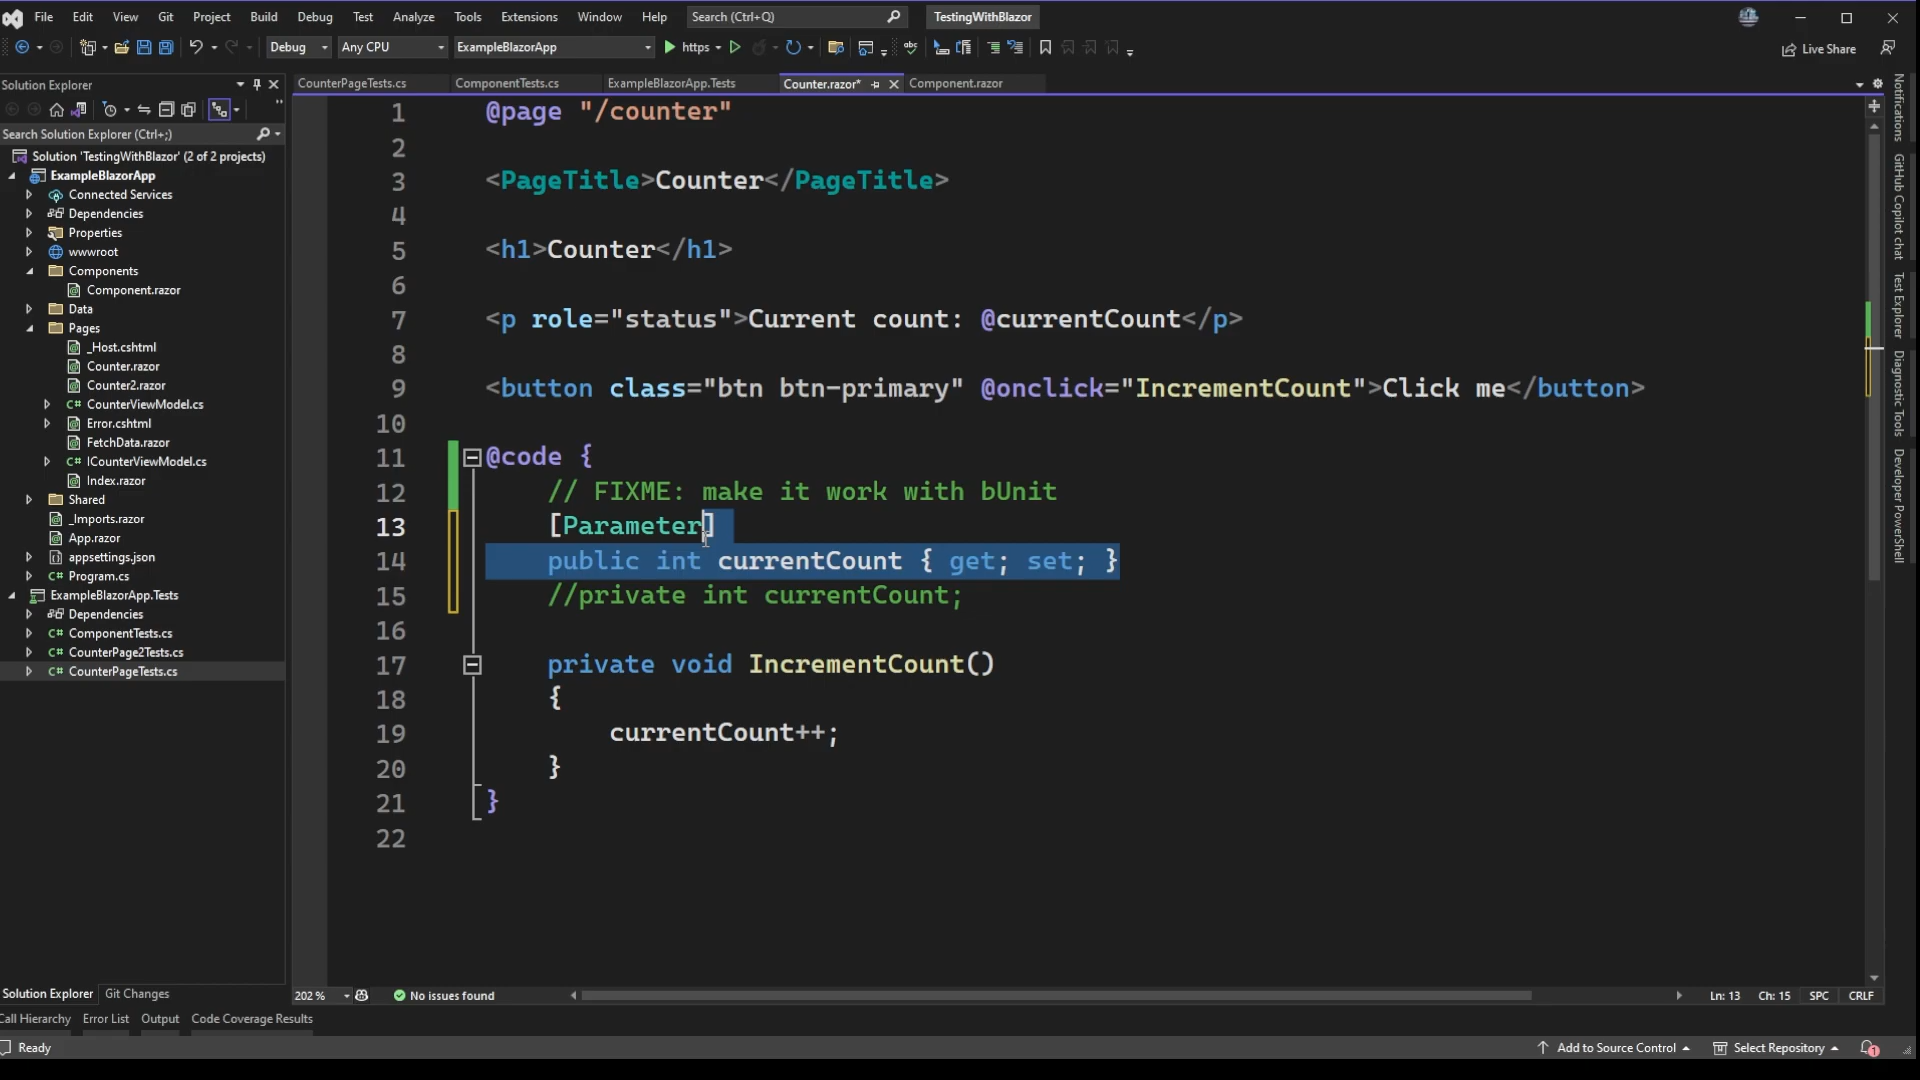 File Edit View Git Project Build Debug Test Analyze Tools Extensions Window Help Search (Ctrl+Q) TestingWithBlazor
Debug Any CPU ExampleBlazorApp https Live Share
Solution Explorer
CounterPageTests.cs ComponentTests.cs ExampleBlazorApp.Tests Counter.razor* Component.razor
Search Solution Explorer (Ctrl+;)
Solution 'TestingWithBlazor' (2 of 2 projects)
ExampleBlazorApp
Connected Services
Dependencies
Properties
wwwroot
Components
Component.razor
Data
Pages
_Host.cshtml
Counter.razor
Counter2.razor
C# CounterViewModel.cs
Error.cshtml
FetchData.razor
C# ICounterViewModel.cs
Index.razor
Shared
_Imports.razor
App.razor
appsettings.json
C# Program.cs
ExampleBlazorApp.Tests
Dependencies
C# ComponentTests.cs
C# CounterPage2Tests.cs
C# CounterPageTests.cs
1 @page "/counter"
2
3 <PageTitle>Counter</PageTitle>
4
5 <h1>Counter</h1>
6
7 <p role="status">Current count: @currentCount</p>
8
9 <button class="btn btn-primary" @onclick="IncrementCount">Click me</button>
10
11 @code {
12 // FIXME: make it work with bUnit
13 [Parameter]
14 public int currentCount { get; set; }
15 //private int currentCount;
16
17 private void IncrementCount()
18 {
19 currentCount++;
20 }
21 }
22
Notifications
GitHub Copilot chat
Test Explorer
Diagnostic Tools
Developer PowerShell
Solution Explorer Git Changes
202 % No issues found Ln: 13 Ch: 15 SPC CRLF
Call Hierarchy Error List Output Code Coverage Results
Ready Add to Source Control Select Repository 1